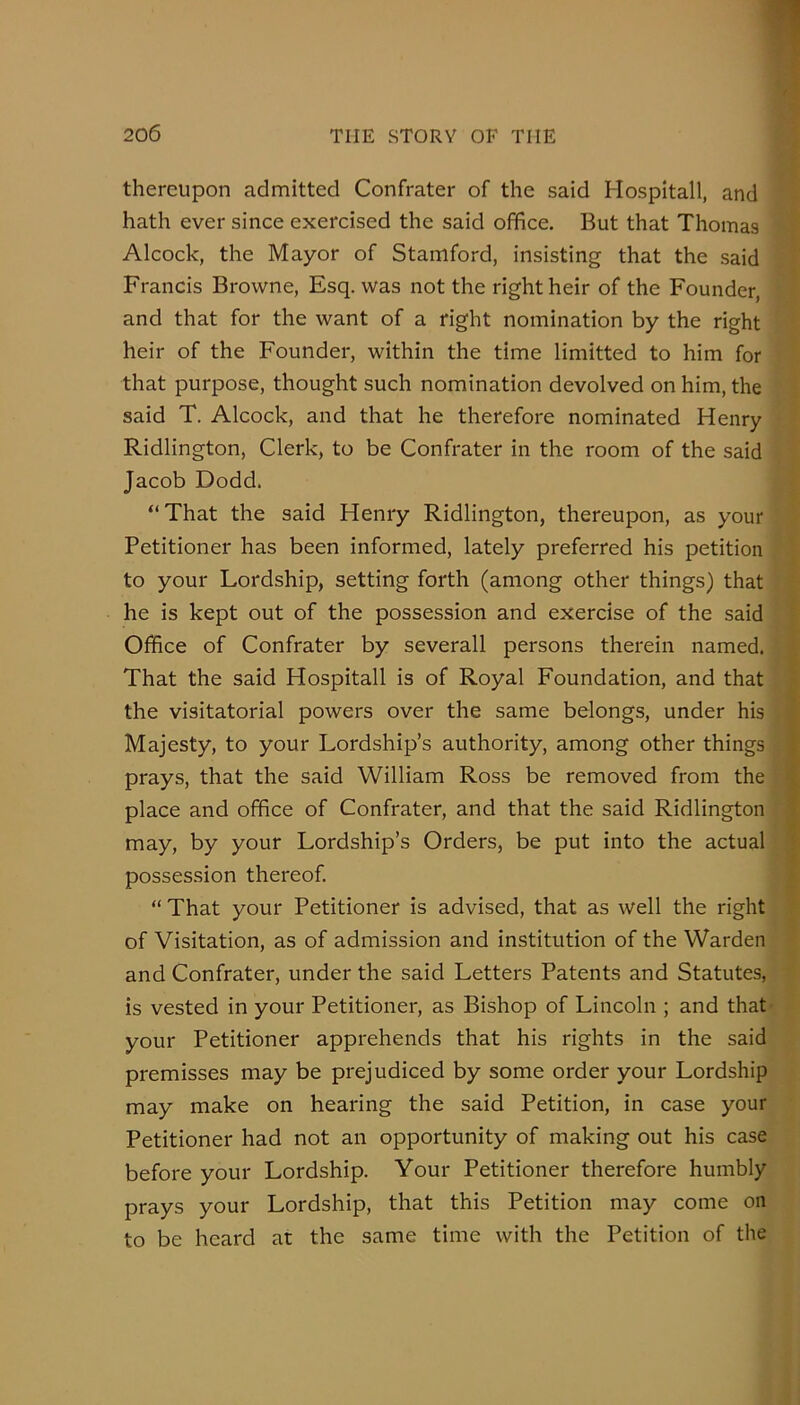 206 THE STORY OF THE
thereupon admitted Confrater of the said Hospitall, and
hath ever since exercised the said office. But that Thomas
Alcock, the Mayor of Stamford, insisting that the said
Francis Browne, Esq. was not the right heir of the Founder,
and that for the want of a right nomination by the right
heir of the Founder, within the time limitted to him for
that purpose, thought such nomination devolved on him, the
said T. Alcock, and that he therefore nominated Henry
Ridlington, Clerk, to be Confrater in the room of the said
Jacob Dodd.
“That the said Henry Ridlington, thereupon, as your
Petitioner has been informed, lately preferred his petition
to your Lordship, setting forth (among other things) that
he is kept out of the possession and exercise of the said
Office of Confrater by severall persons therein named.
That the said Hospitall is of Royal Foundation, and that
the visitatorial powers over the same belongs, under his
Majesty, to your Lordship’s authority, among other things
prays, that the said William Ross be removed from the
place and office of Confrater, and that the said Ridlington
may, by your Lordship’s Orders, be put into the actual
possession thereof.
“That your Petitioner is advised, that as well the right
of Visitation, as of admission and institution of the Warden
and Confrater, under the said Letters Patents and Statutes,
is vested in your Petitioner, as Bishop of Lincoln ; and that
your Petitioner apprehends that his rights in the said
premisses may be prejudiced by some order your Lordship
may make on hearing the said Petition, in case your
Petitioner had not an opportunity of making out his case
before your Lordship. Your Petitioner therefore humbly
prays your Lordship, that this Petition may come on
to be heard at the same time with the Petition of the